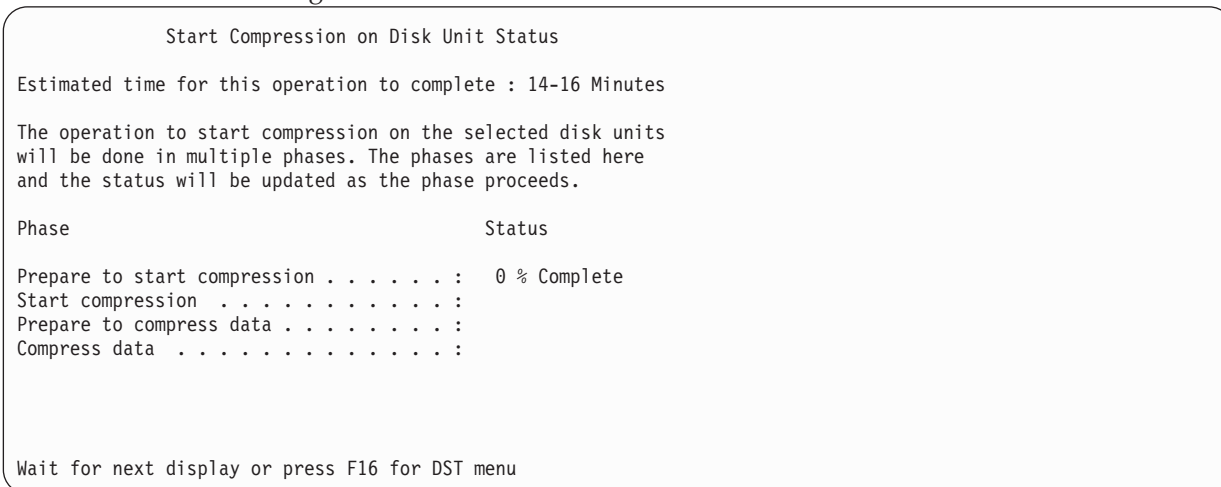 Start Compression on Disk Unit Status
Estimated time for this operation to complete : 14-16 Minutes
The operation to start compression on the selected disk units
will be done in multiple phases. The phases are listed here
and the status will be updated as the phase proceeds.
Phase Status
Prepare to start compression . . . . . . : 0 % Complete
Start compression . . . . . . . . . . . :
Prepare to compress data . . . . . . . . :
Compress data . . . . . . . . . . . . . :
Wait for next display or press F16 for DST menu